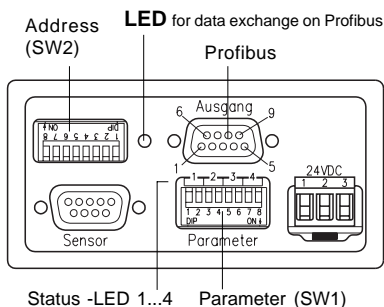 Address
(SW2)
LED for data exchange on Profibus
Profibus
Ausgang
6 9
1 5
ON
8 7 6 5 4 3 2 1
DIP
1 2 3 4
24VDC
1 2 3
1 2 3 4 5 6 7 8
DIP ON
Sensor
Parameter
Status -LED 1...4
Parameter (SW1)